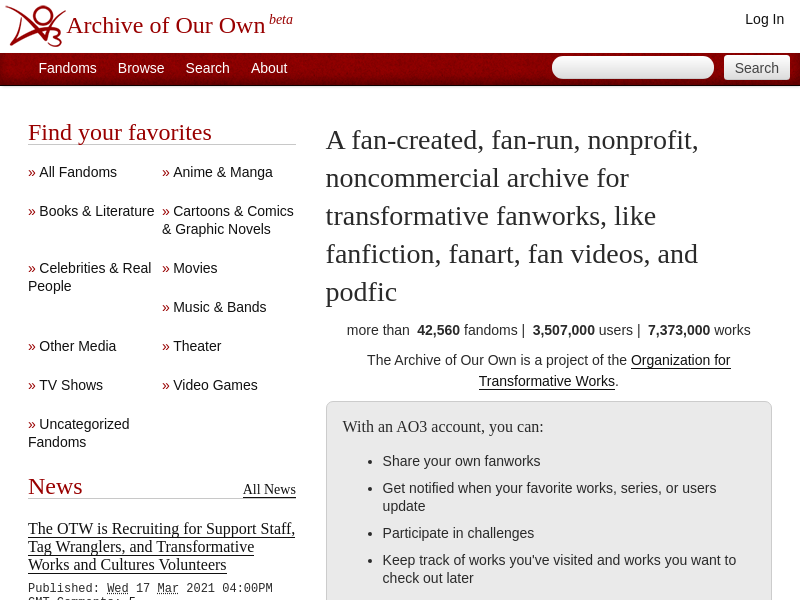 Archive of Our Own beta
Log In
Fandoms Browse Search About
Search
Find your favorites
» All Fandoms
» Anime & Manga
» Books & Literature
» Cartoons & Comics
& Graphic Novels
» Celebrities & Real
People
» Movies
» Music & Bands
» Other Media
» Theater
» TV Shows
» Video Games
» Uncategorized
Fandoms
News
All News
The OTW is Recruiting for Support Staff,
Tag Wranglers, and Transformative
Works and Cultures Volunteers
Published: Wed 17 Mar 2021 04:00PM
GMT Comments: 5
A fan-created, fan-run, nonprofit,
noncommercial archive for
transformative fanworks, like
fanfiction, fanart, fan videos, and
podfic
more than 42,560 fandoms | 3,507,000 users | 7,373,000 works
The Archive of Our Own is a project of the Organization for
Transformative Works.
With an AO3 account, you can:
• Share your own fanworks
• Get notified when your favorite works, series, or users
update
• Participate in challenges
• Keep track of works you've visited and works you want to
check out later